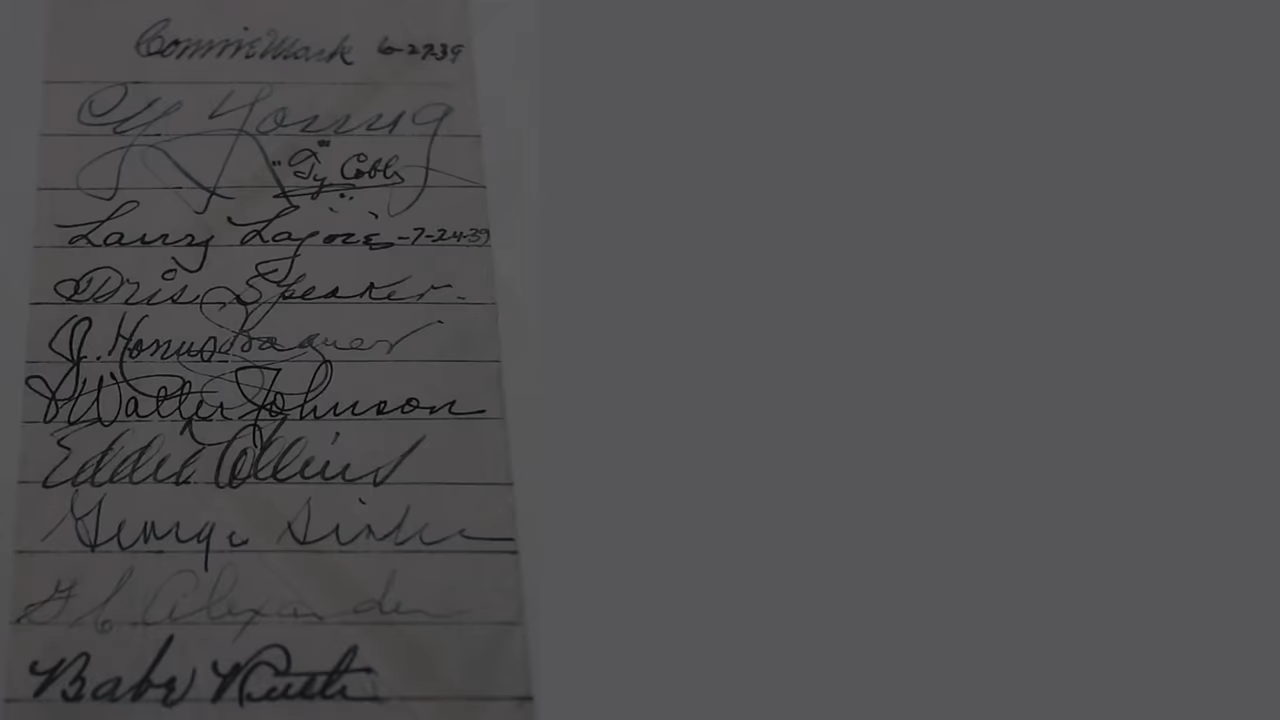 Connie Mack 6-27-39
Cy Young
"Ty" Cobb
Larry Lajoie -7-24-39
Tris Speaker.
J. Honus Wagner
Walter Johnson
Eddie Collins
George Sisler
G C Alexander
Babe Ruth